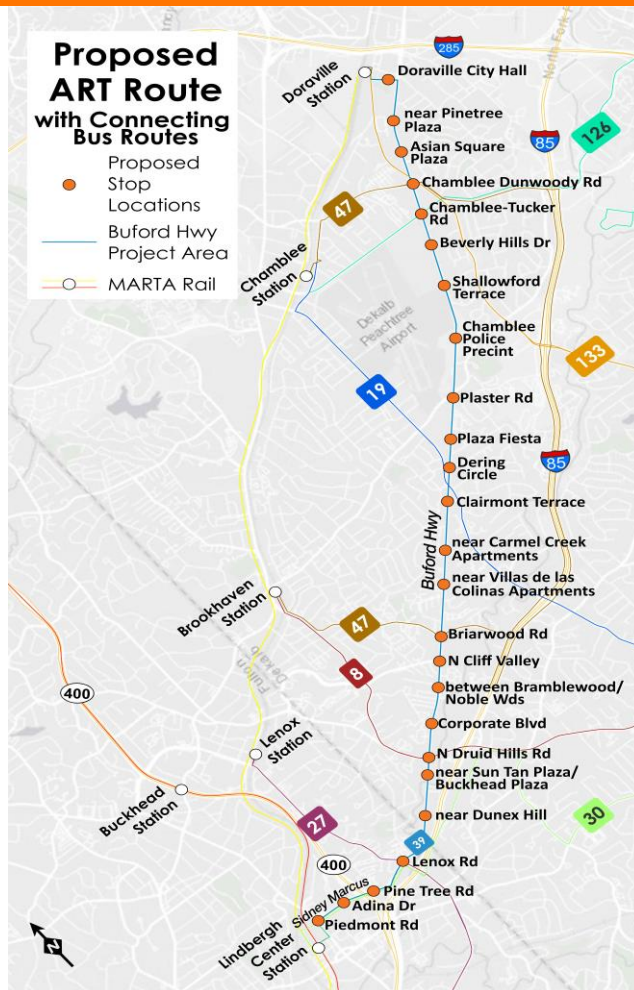 Proposed
ART Route
with Connecting
Bus Routes
Proposed
Stop
Locations
Buford Hwy
Project Area
MARTA Rail
285
Doraville
Station
Doraville City Hall
near Pinetree
Plaza
85
126
Asian Square
Plaza
Chamblee Dunwoody Rd
47
Chamblee-Tucker
Rd
Beverly Hills Dr
Chamblee
Station
Shallowford
Terrace
Dekalb
Peachtree
Airport
Chamblee
Police
Precint
133
19
Plaster Rd
Plaza Fiesta
85
Dering
Circle
Clairmont Terrace
Buford Hwy
near Carmel Creek
Apartments
near Villas de las
Colinas Apartments
Brookhaven
Station
47
Briarwood Rd
N Cliff Valley
8
Fulton
Dekalb
between Bramblewood/
Noble Wds
400
Corporate Blvd
Lenox
Station
N Druid Hills Rd
near Sun Tan Plaza/
Buckhead Plaza
Buckhead
Station
30
27
near Dunex Hill
39
400
Lenox Rd
Sidney Marcus
Pine Tree Rd
Adina Dr
Piedmont Rd
Lindbergh
Center
Station
N